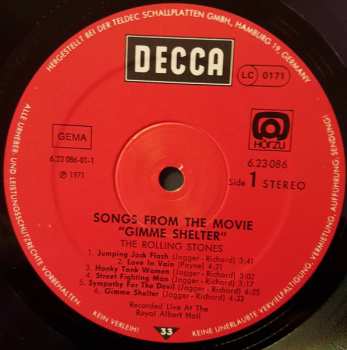 HERGESTELLT BEI DER TELDEC SCHALLPLATTEN GMBH, HAMBURG 19 GERMANY
DECCA
LC 0171
GEMA
HÖRZU
6.23 086-01-1
6.23 086
Ⓟ 1971
Side 1 STEREO
SONGS FROM THE MOVIE
"GIMME SHELTER"
THE ROLLING STONES
1. Jumping Jack Flash (Jagger - Richard) 3:41
2. Love In Vain (Payne) 4:21
3. Honky Tonk Women (Jagger - Richard) 3:02
4. Street Fighting Man (Jagger - Richard) 3:17
5. Sympathy For The Devil (Jagger - Richard) 6:25
6. Gimme Shelter (Jagger - Richard) 4:26
Recorded Live At The
Royal Albert Hall
33
ALLE URHEBER- UND LEISTUNGSSCHUTZRECHTE VORBEHALTEN
KEIN VERLEIH!
KEINE UNERLAUBTE VERVIELFÄLTIGUNG, VERMIETUNG, AUFFÜHRUNG, SENDUNG!